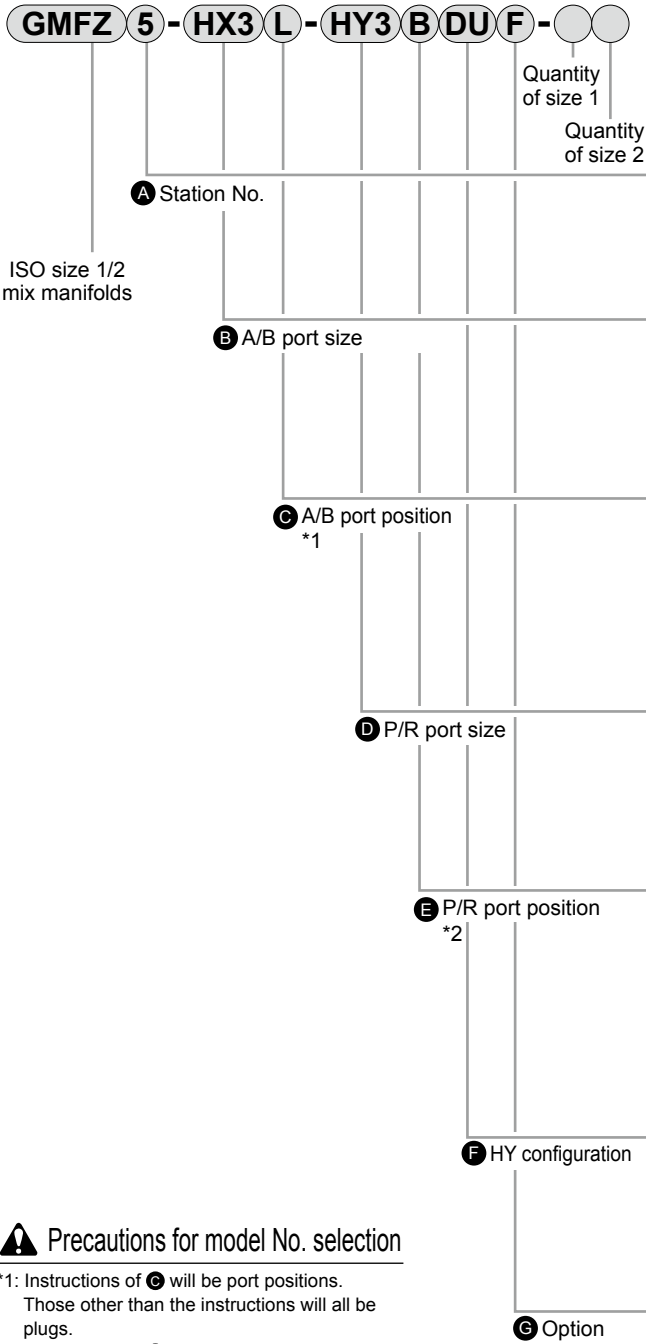 GMFZ 5 - HX3 L - HY3 B DU F -
Quantity
of size 1
Quantity
of size 2
A Station No.
ISO size 1/2
mix manifolds
B A/B port size
C A/B port position
*1
D P/R port size
E P/R port position
*2
F HY configuration
Precautions for model No. selection
*1: Instructions of C will be port positions.
Those other than the instructions will all be
plugs.
G Option